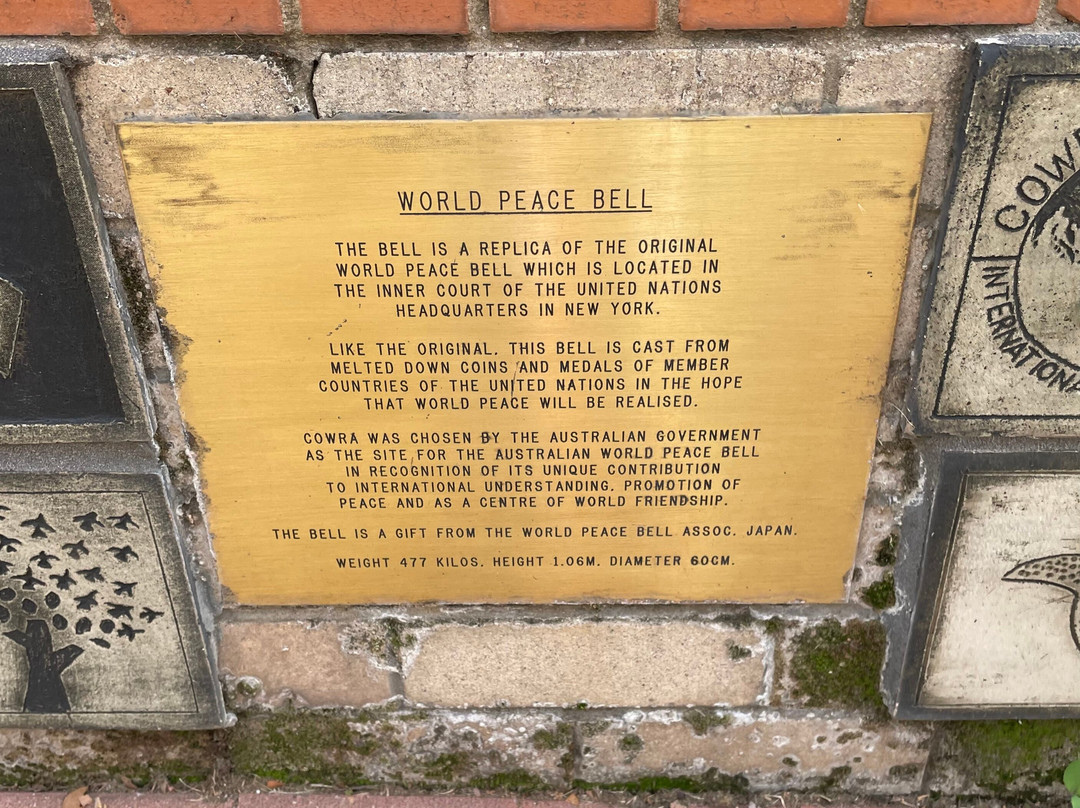 WORLD PEACE BELL
THE BELL IS A REPLICA OF THE ORIGINAL
WORLD PEACE BELL WHICH IS LOCATED IN
THE INNER COURT OF THE UNITED NATIONS
HEADQUARTERS IN NEW YORK.
LIKE THE ORIGINAL, THIS BELL IS CAST FROM
MELTED DOWN COINS AND MEDALS OF MEMBER
COUNTRIES OF THE UNITED NATIONS IN THE HOPE
THAT WORLD PEACE WILL BE REALISED.
COWRA WAS CHOSEN BY THE AUSTRALIAN GOVERNMENT
AS THE SITE FOR THE AUSTRALIAN WORLD PEACE BELL
IN RECOGNITION OF ITS UNIQUE CONTRIBUTION
TO INTERNATIONAL UNDERSTANDING, PROMOTION OF
PEACE AND AS A CENTRE OF WORLD FRIENDSHIP.
THE BELL IS A GIFT FROM THE WORLD PEACE BELL ASSOC. JAPAN.
WEIGHT 477 KILOS. HEIGHT 1.06M. DIAMETER 60CM.